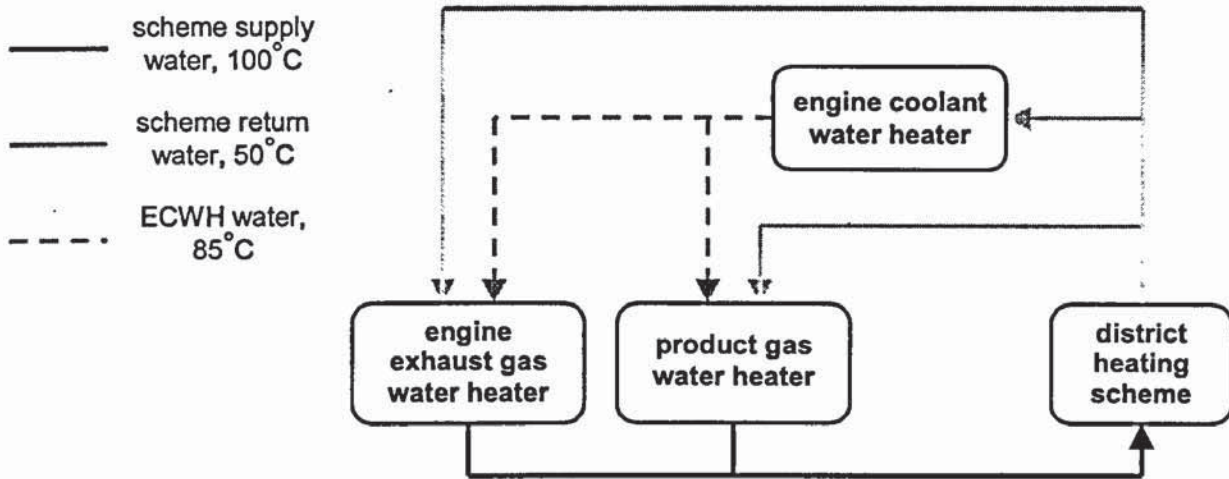 scheme supply
water, 100°C
scheme return
water, 50°C
ECWH water,
85°C
engine coolant
water heater
engine
exhaust gas
water heater
product gas
water heater
district
heating
scheme